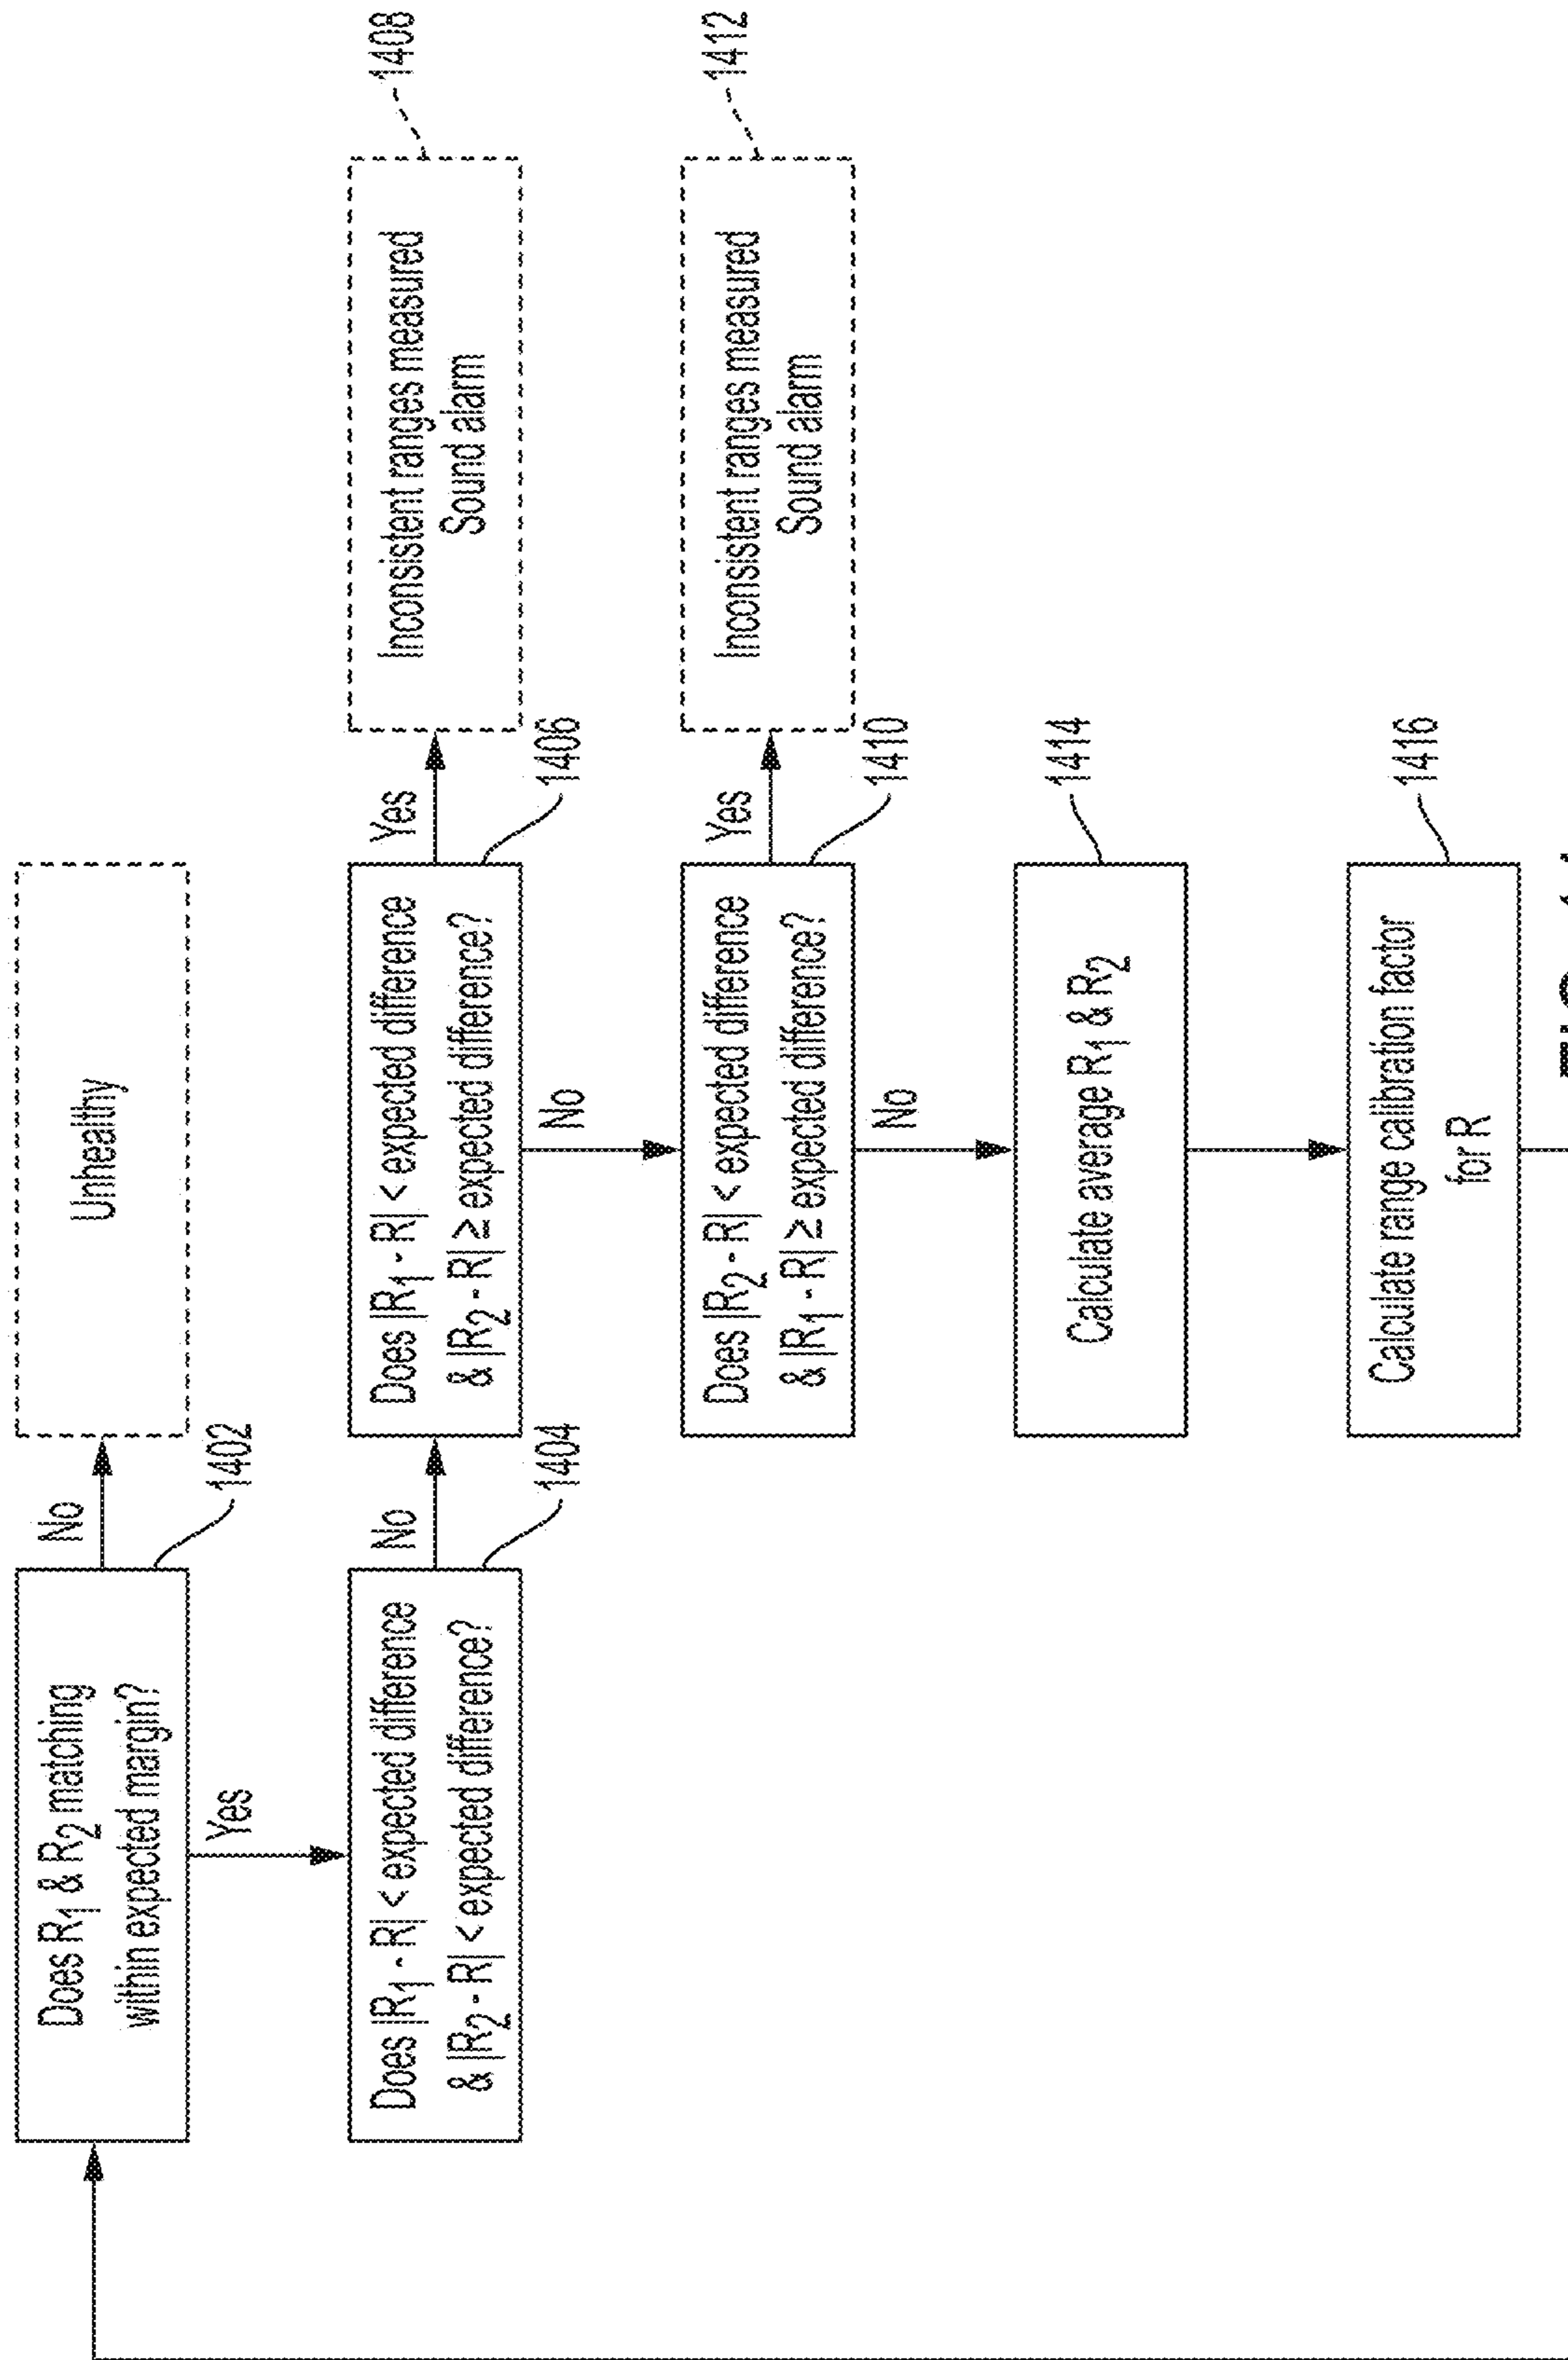 Does R1 & R2 matching
within expected margin?
No
1402
Unhealthy
Yes
Does |R1 - R| < expected difference
& |R2 - R| < expected difference?
No
1404
Does |R1 - R| < expected difference
& |R2 - R| ≥ expected difference?
Yes
1406
Inconsistent ranges measured
Sound alarm
1408
No
Does |R2 - R| < expected difference
& |R1 - R| ≥ expected difference?
Yes
1410
Inconsistent ranges measured
Sound alarm
1412
No
Calculate average R1 & R2
1414
Calculate range calibration factor
for R
1416